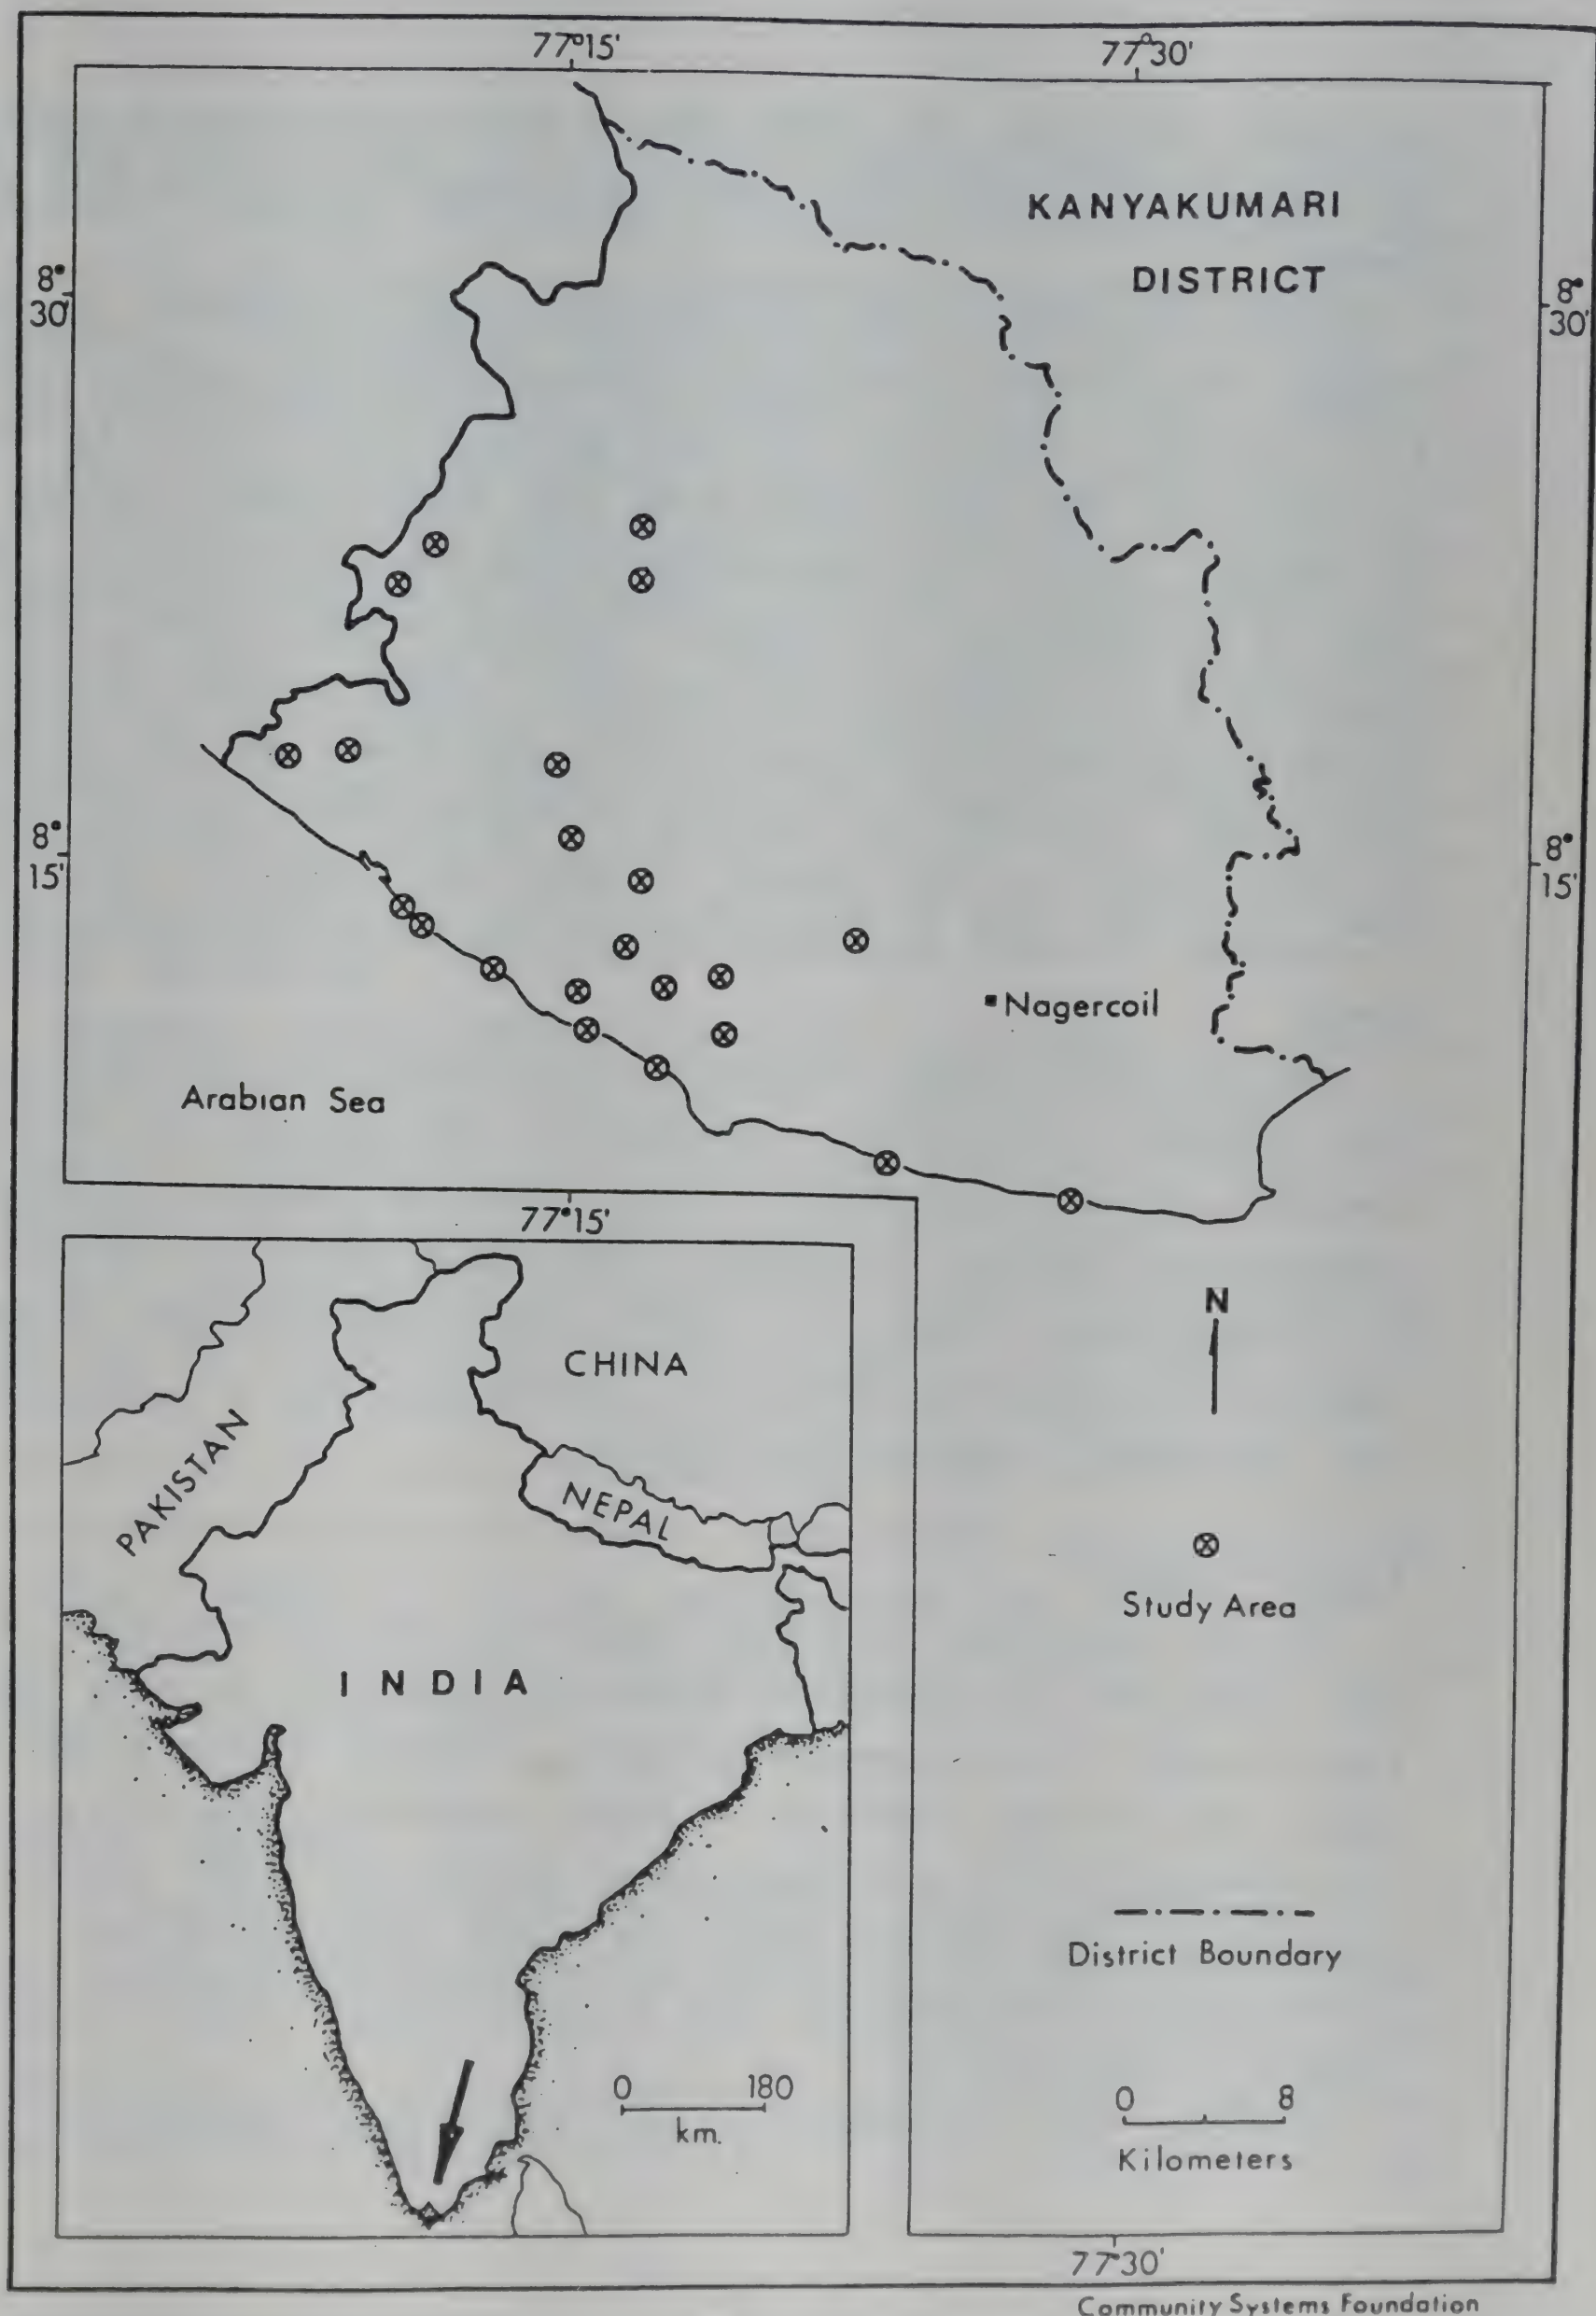 77°15'
77°30'
KANYAKUMARI
DISTRICT
8°
30'
8°
30'
8°
15'
8°
15'
Nagercoil
Arabian Sea
77°15'
CHINA
PAKISTAN
NEPAL
INDIA
0 180
km.
N
Study Area
District Boundary
0 8
Kilometers
77°30'
Community Systems Foundation